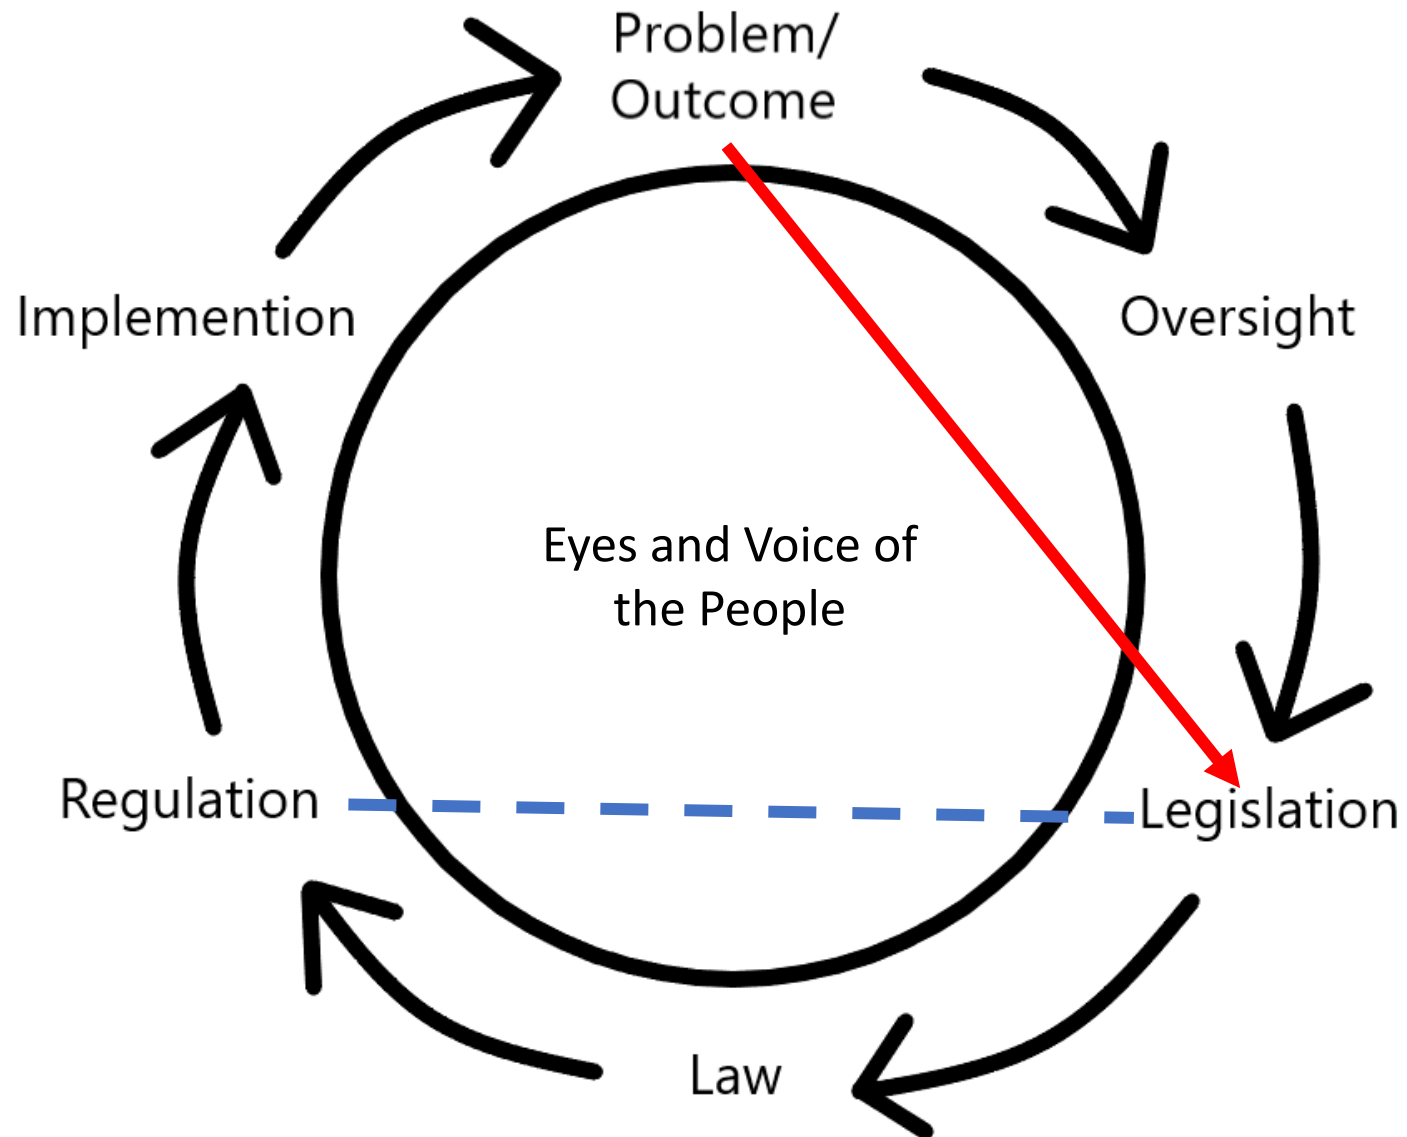 Problem/
Outcome
Implemention
Oversight
Eyes and Voice of
the People
Regulation
Legislation
Law